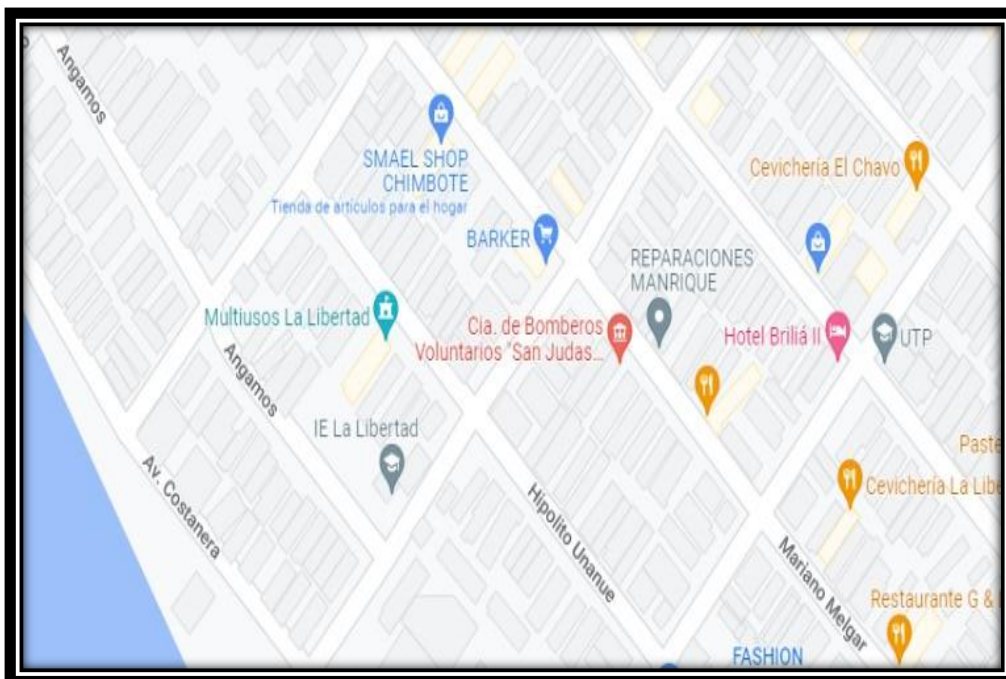 Angamos
SMAEL SHOP
CHIMBOTE
Tienda de artículos para el hogar
Cevichería El Chavo
BARKER
REPARACIONES
MANRIQUE
Multiusos La Libertad
Cia. de Bomberos
Voluntarios "San Judas...
Hotel Briliá II
UTP
Angamos
IE La Libertad
Av. Costanera
Hipolito Unanue
Paste
Cevichería La Libe
Mariano Melgar
Restaurante G &
FASHION